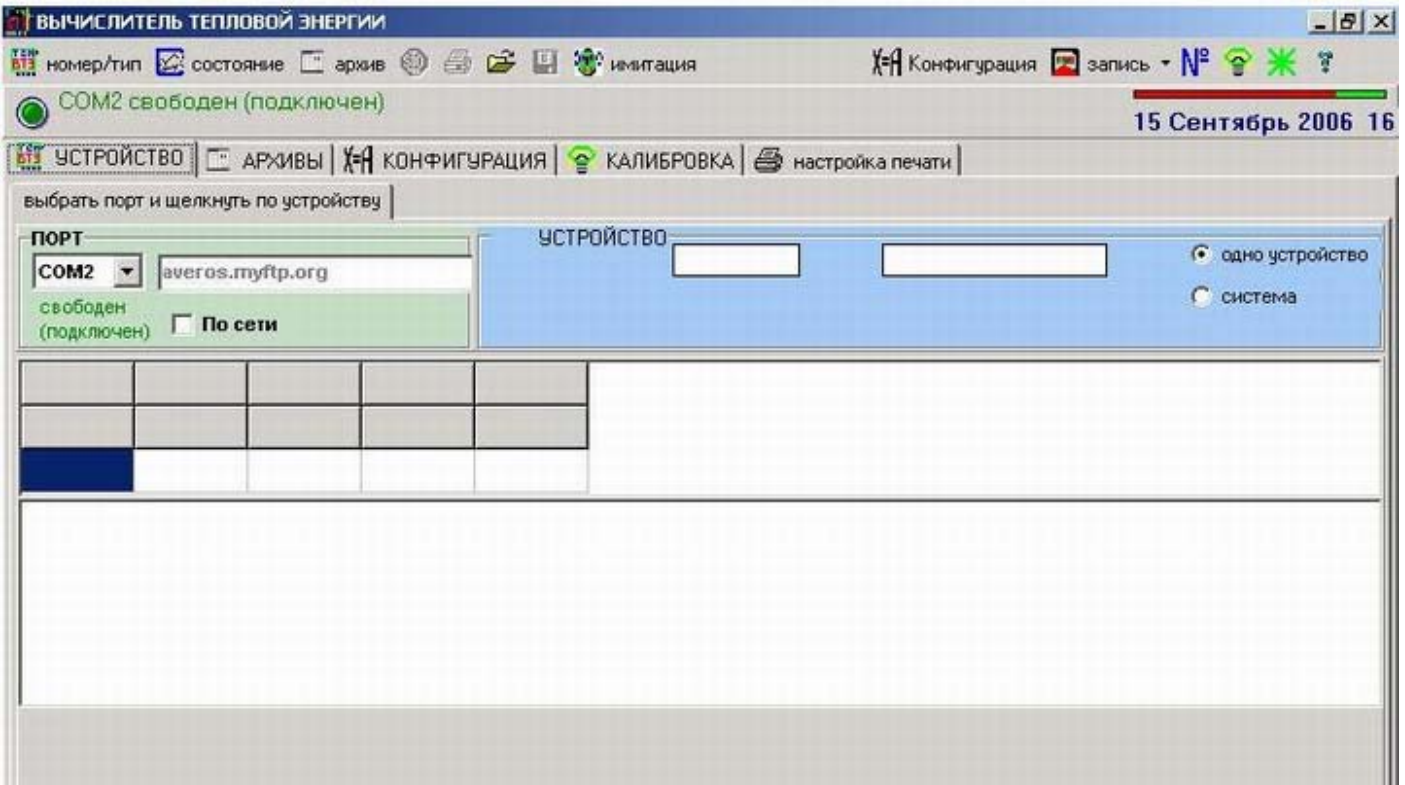 ВЫЧИСЛИТЕЛЬ ТЕПЛОВОЙ ЭНЕРГИИ
номер/тип состояние архив имитация X=A Конфигурация запись Nº ?
COM2 свободен (подключен)
15 Сентябрь 2006 16
УСТРОЙСТВО АРХИВЫ X=A КОНФИГУРАЦИЯ КАЛИБРОВКА настройка печати
выбрать порт и щелкнуть по устройству
ПОРТ УСТРОЙСТВО
COM2 averos.myftp.org одно устройство
свободен
(подключен) По сети система